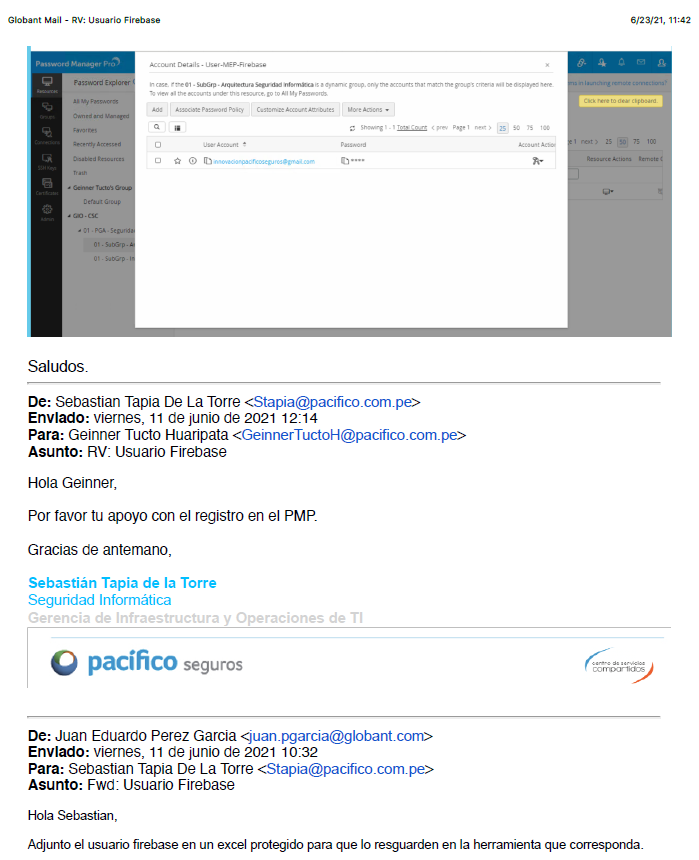 Globant Mail - RV: Usuario Firebase 6/23/21, 11:42
Password Manager Pro
Account Details - User-MEP-Firebase ×
In case, if the 01 - SubGrp - Arquitectura Seguridad Informática is a dynamic group, only the accounts that match the group's criteria will be displayed here.
To view all the accounts under this resource, go to All My Passwords.
Add Associate Password Policy Customize Account Attributes More Actions
Showing 1 - 1 Total Count < prev Page 1 next > 25 50 75 100
User Account Password Account Action
innovacionpacificoseguros@gmail.com ****
Resources
Connections
Certificates
Admin
Password Explorer
All My Passwords
Owned and Managed
Favorites
Recently Accessed
Disabled Resources
Trash
Geinner Tucto's Group
Default Group
GIO - CSC
01 - PGA - Segurida
01 - SubGrp - A
01 - SubGrp - In
ms in launching remote connections?
Click here to clear clipboard.
1 next > 25 50 75 100
Resource Actions Remote C
Saludos.
De: Sebastian Tapia De La Torre <Stapia@pacifico.com.pe>
Enviado: viernes, 11 de junio de 2021 12:14
Para: Geinner Tucto Huaripata <GeinnerTuctoH@pacifico.com.pe>
Asunto: RV: Usuario Firebase
Hola Geinner,
Por favor tu apoyo con el registro en el PMP.
Gracias de antemano,
Sebastián Tapia de la Torre
Seguridad Informática
Gerencia de Infraestructura y Operaciones de TI
pacífico seguros
centro de servicios
compartidos
De: Juan Eduardo Perez Garcia <juan.pgarcia@globant.com>
Enviado: viernes, 11 de junio de 2021 10:32
Para: Sebastian Tapia De La Torre <Stapia@pacifico.com.pe>
Asunto: Fwd: Usuario Firebase
Hola Sebastian,
Adjunto el usuario firebase en un excel protegido para que lo resguarden en la herramienta que corresponda.